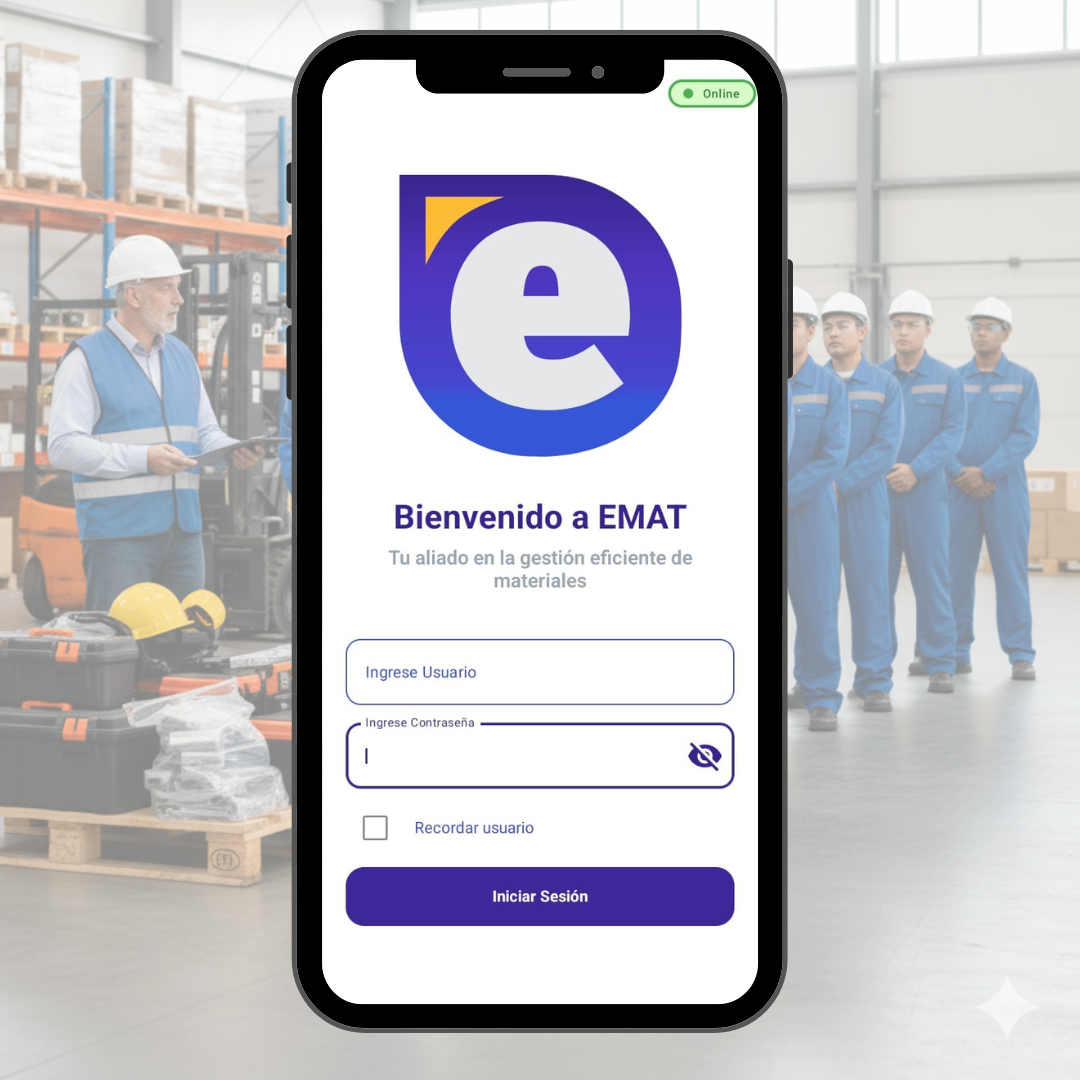 Online
e
Bienvenido a EMAT
Tu aliado en la gestión eficiente de
materiales
Ingrese Usuario
Ingrese Contraseña
Recordar usuario
Iniciar Sesión